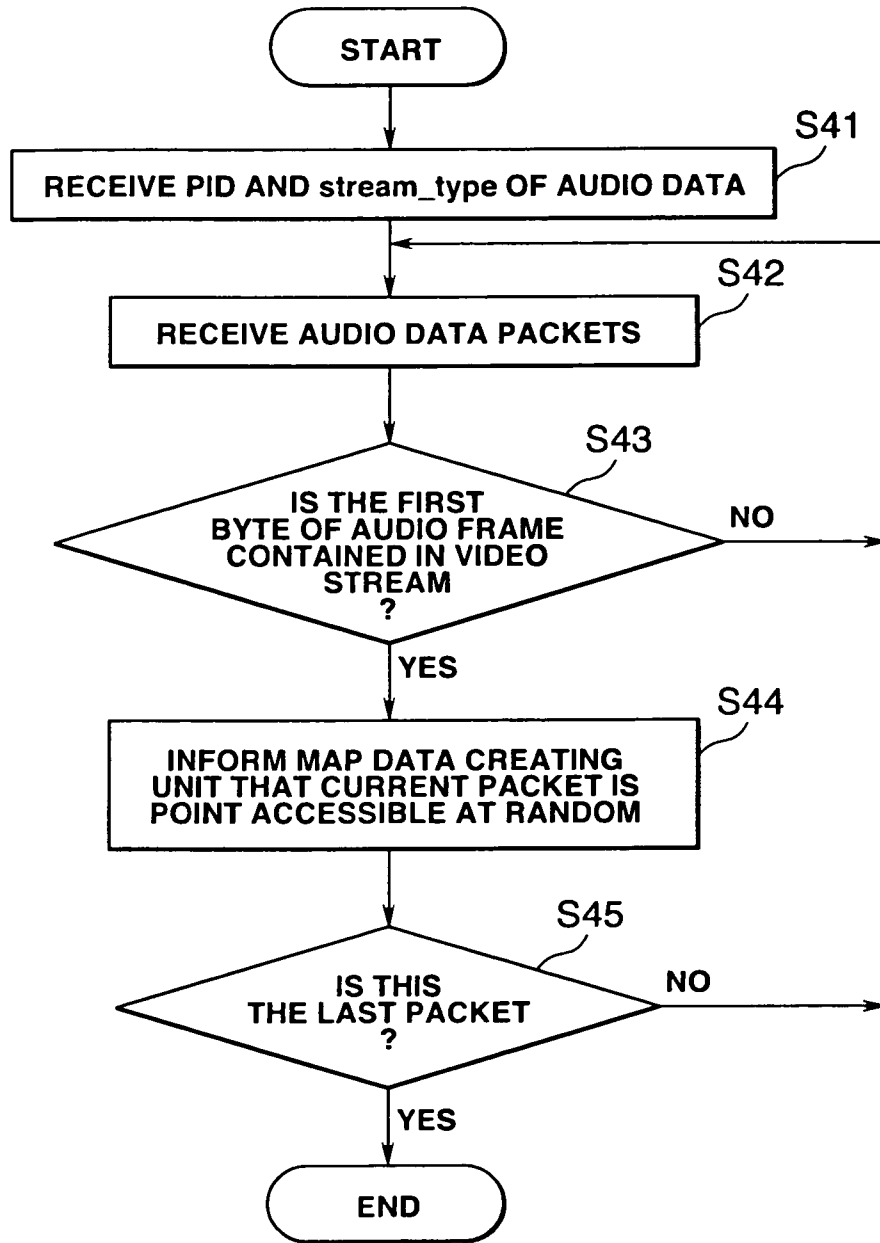 START
S41
RECEIVE PID AND stream_type OF AUDIO DATA
S42
RECEIVE AUDIO DATA PACKETS
S43
IS THE FIRST
BYTE OF AUDIO FRAME
CONTAINED IN VIDEO
STREAM
?
NO
YES
S44
INFORM MAP DATA CREATING
UNIT THAT CURRENT PACKET IS
POINT ACCESSIBLE AT RANDOM
S45
IS THIS
THE LAST PACKET
?
NO
YES
END